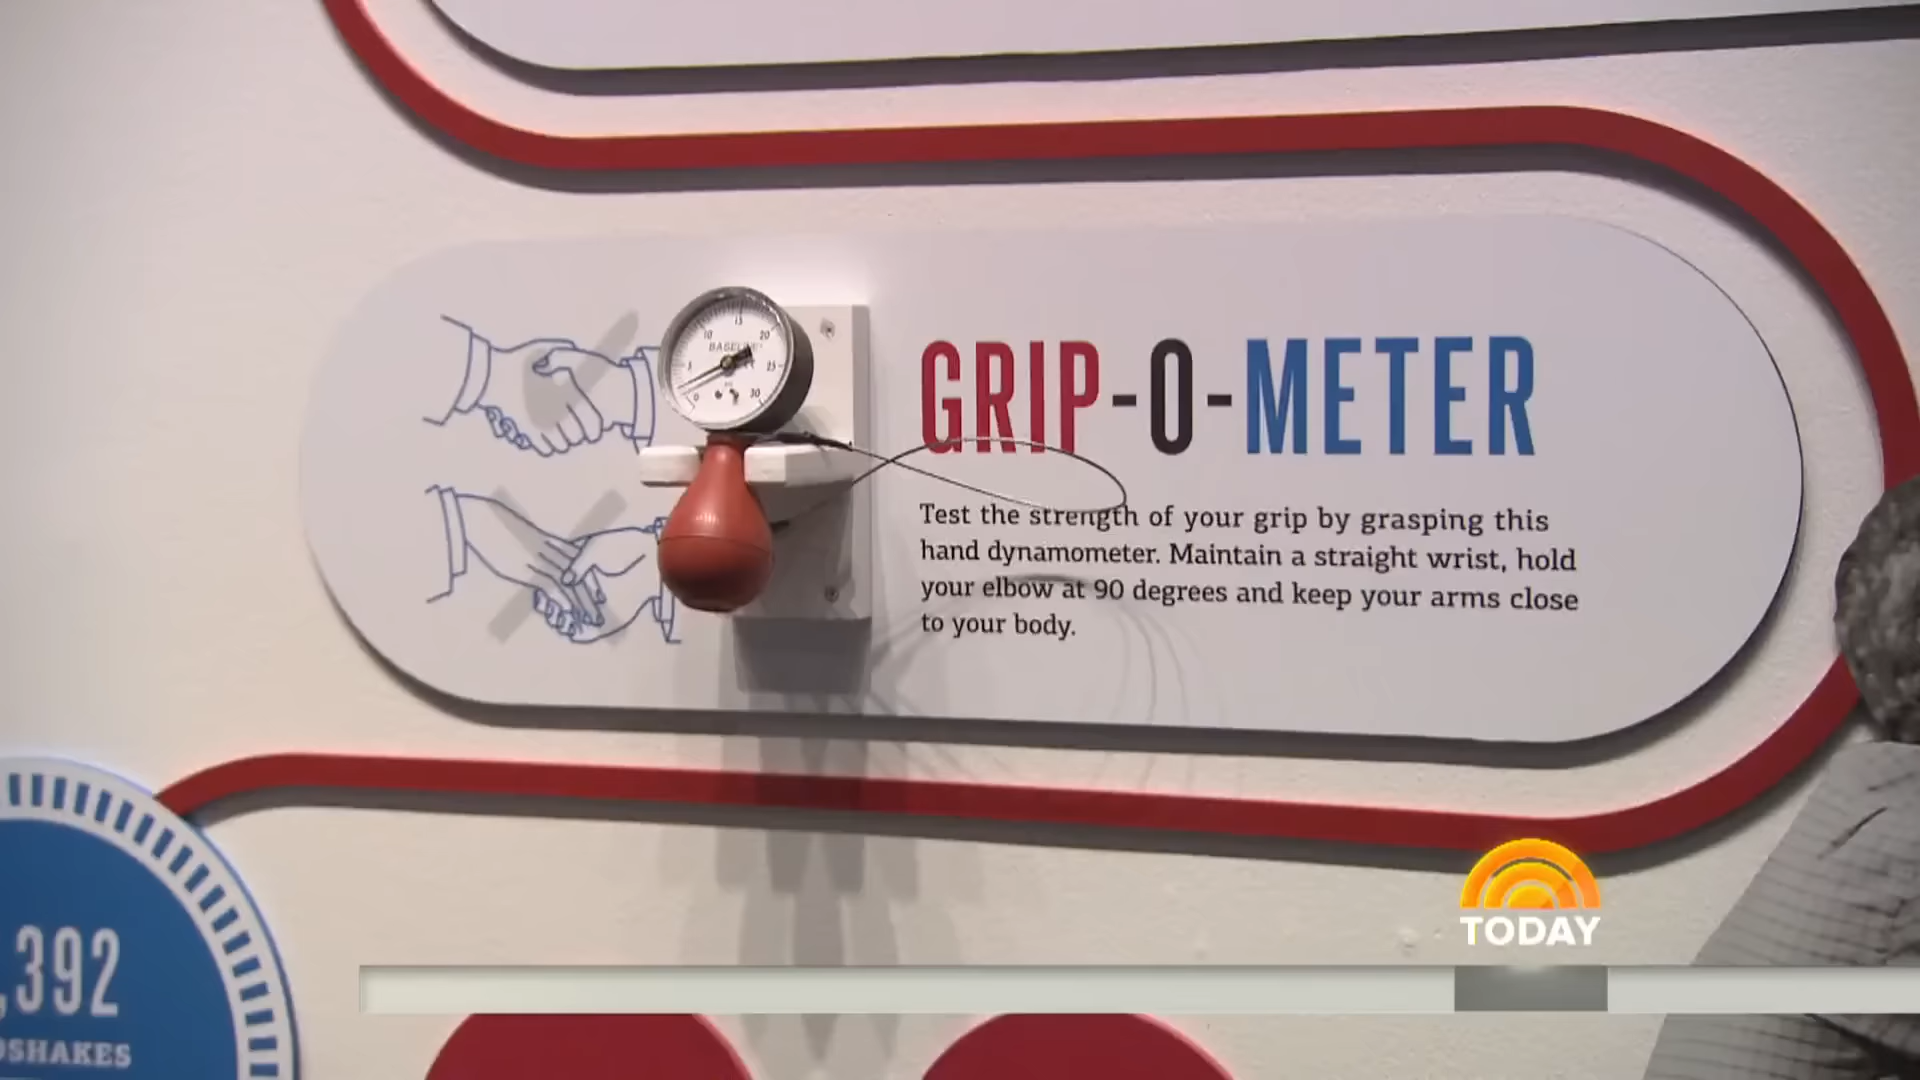 GRIP-O-METER
Test the strength of your grip by grasping this
hand dynamometer. Maintain a straight wrist, hold
your elbow at 90 degrees and keep your arms close
to your body.
0 5 10 15 20 25 30
BASELINE
,392
DSHAKES
TODAY